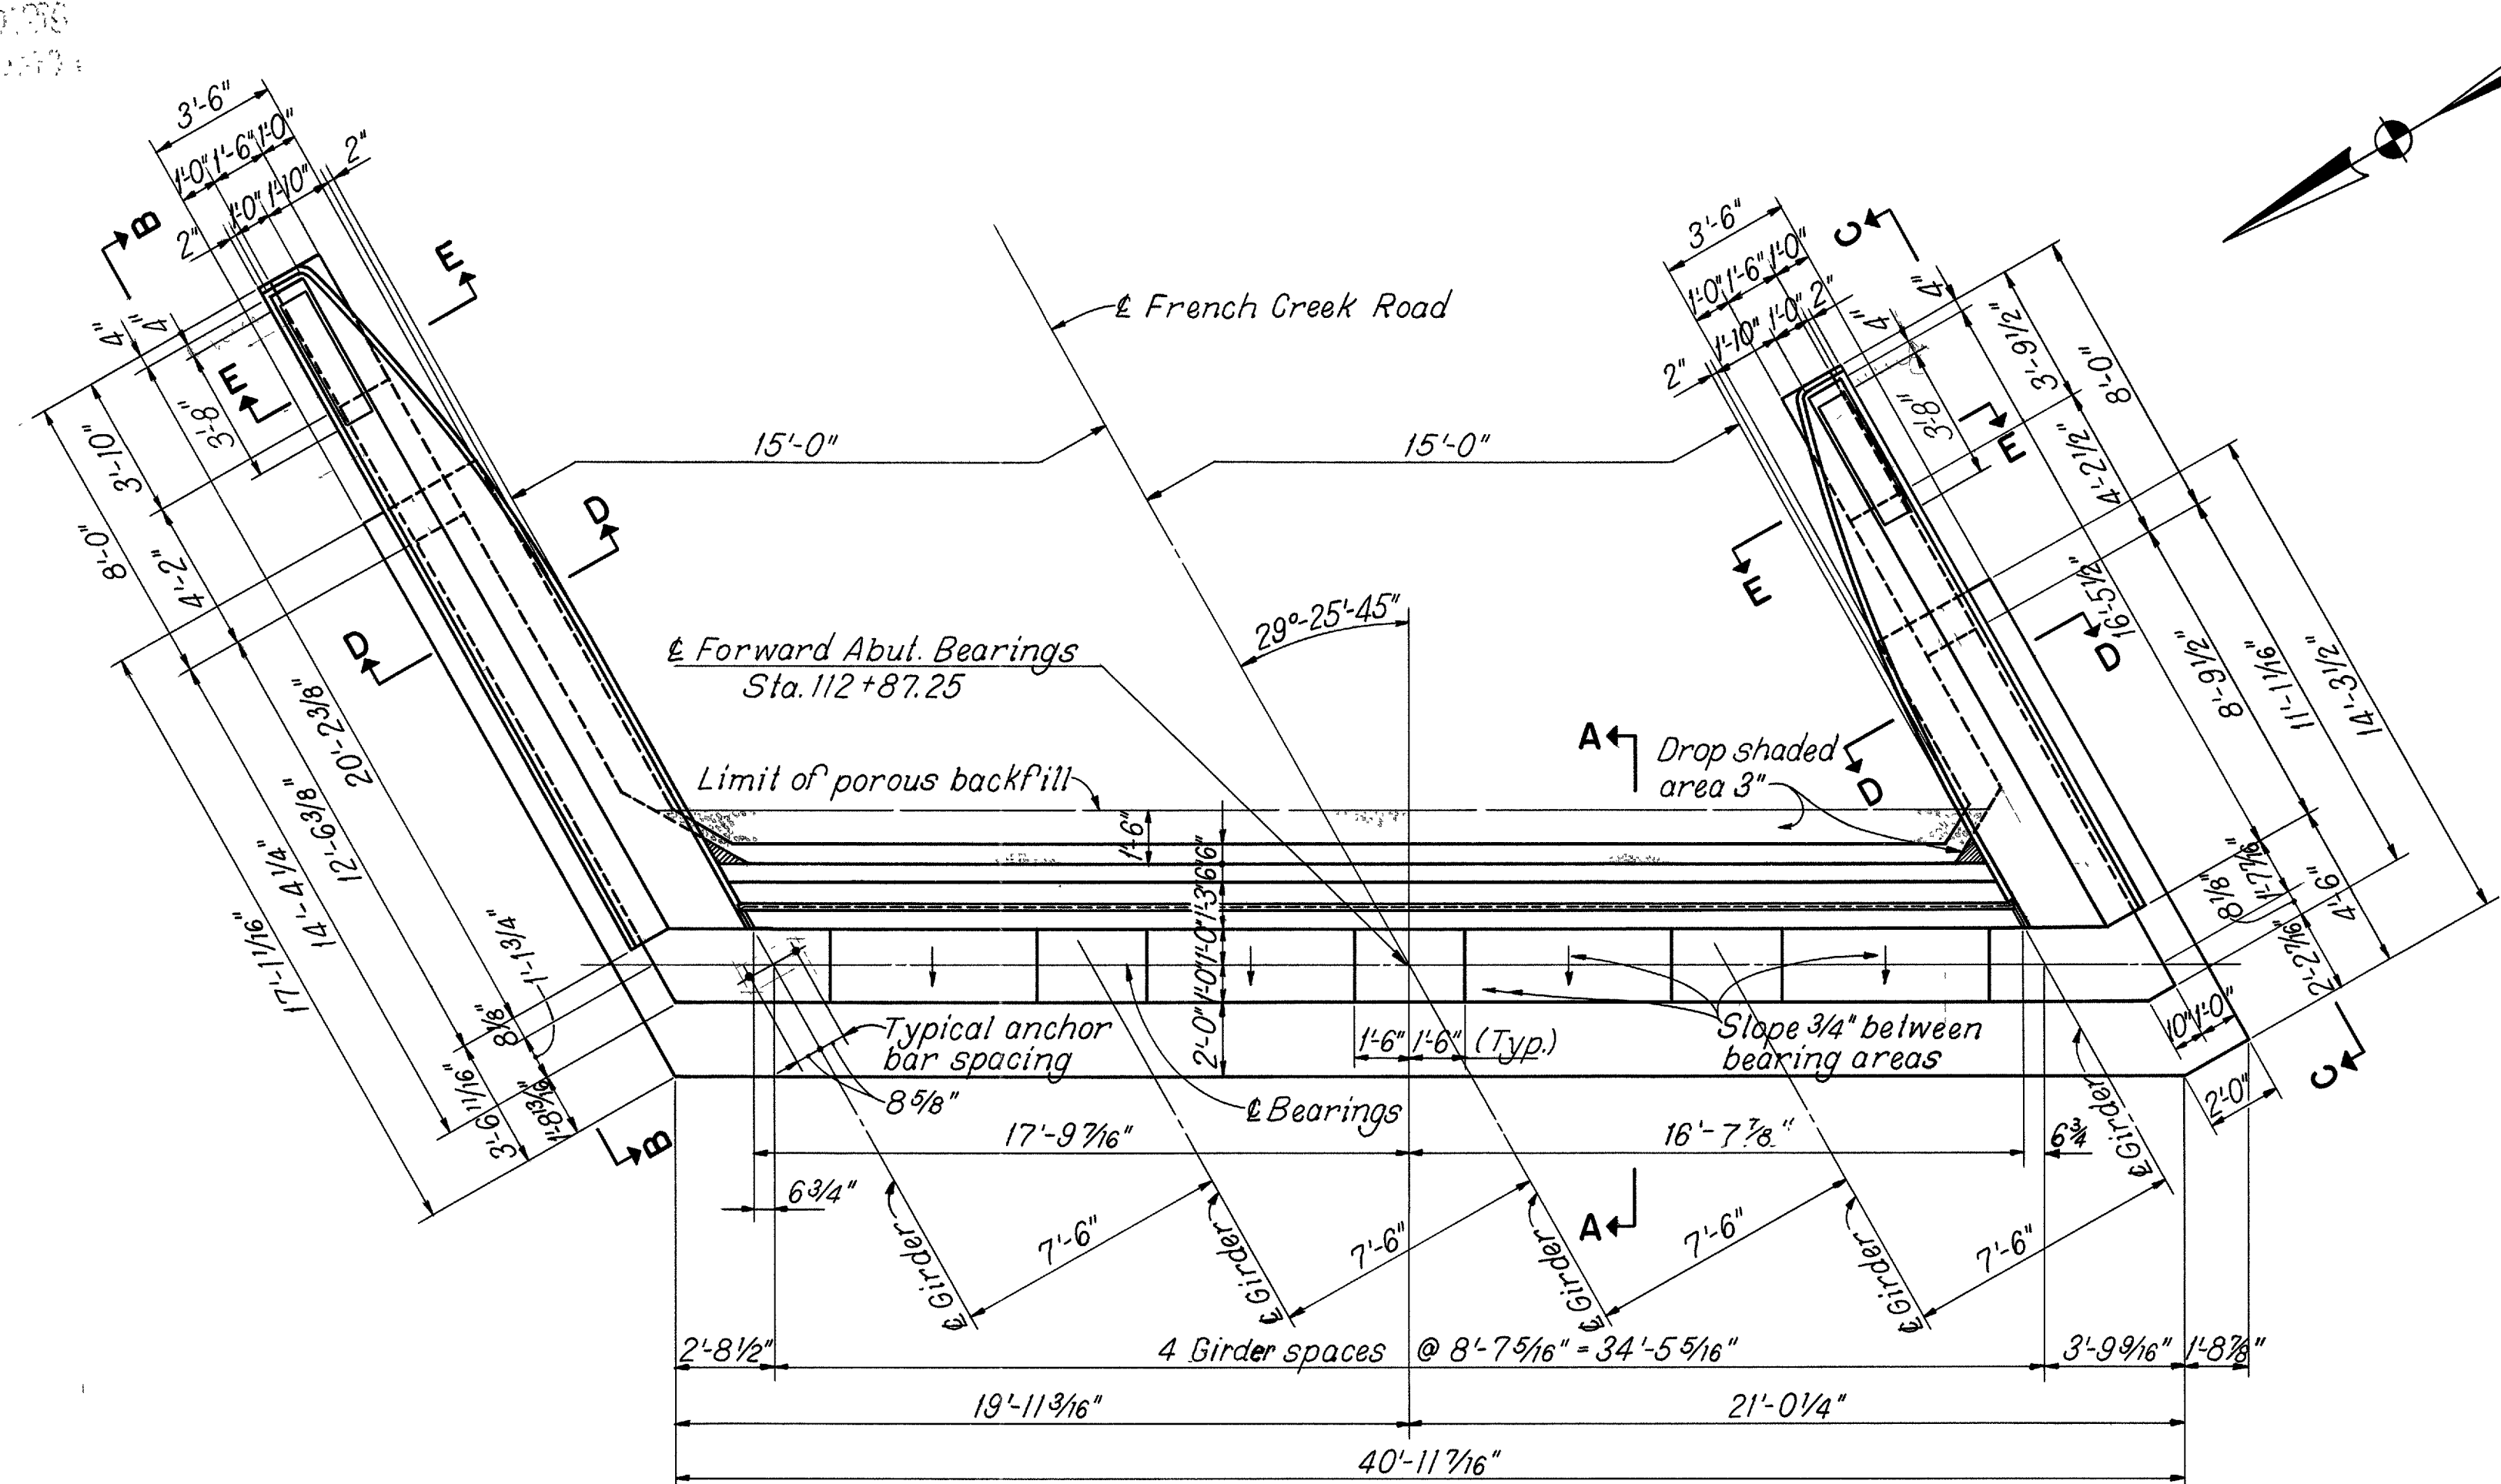 3'-6"
1'-0" 1'-6" 1'-0"
2"
1'-0" 1'-10"
2"
B
E
3'-6"
1'-0" 1'-6" 1'-0"
1'-10" 1'-0" 2"
2"
C
4"
4"
3'-9 1/2"
8'-0"
℄ French Creek Road
4"
4"
E
3'-8"
3'-10"
8'-0"
4'-2"
15'-0"
15'-0"
3'-8"
E
4'-2 1/2"
D
D
E
D
29°-25'-45"
℄ Forward Abut. Bearings
Sta. 112+87.25
16'-5 1/2"
8'-9 1/2"
11'-1 1/16"
14'-3 1/2"
20'-2 3/8"
12'-6 3/8"
14'-4 1/4"
17'-1 1/16"
A
Drop shaded
area 3"
D
Limit of porous backfill
1'-6"
6"
6"
1'-3"
1'-0"
1'-0"
2'-0"
8 1/8"
1'-7 7/16"
4'-6"
2'-2 7/16"
10" 1'-0"
2'-0"
C
8 1/8"
1'-1 3/4"
3'-6 11/16"
1'-8 13/16"
B
Typical anchor
bar spacing
8 5/8"
1'-6" 1'-6" (Typ.)
Slope 3/4" between
bearing areas
℄ Bearings
17'-9 7/16"
16'-7 7/8"
6 3/4
6 3/4"
A
℄ Girder
7'-6"
℄ Girder
7'-6"
℄ Girder
7'-6"
℄ Girder
7'-6"
℄ Girder
2'-8 1/2"
4 Girder spaces @ 8'-7 5/16" = 34'-5 5/16"
3'-9 9/16"
1'-8 7/8"
19'-11 3/16"
21'-0 1/4"
40'-11 7/16"